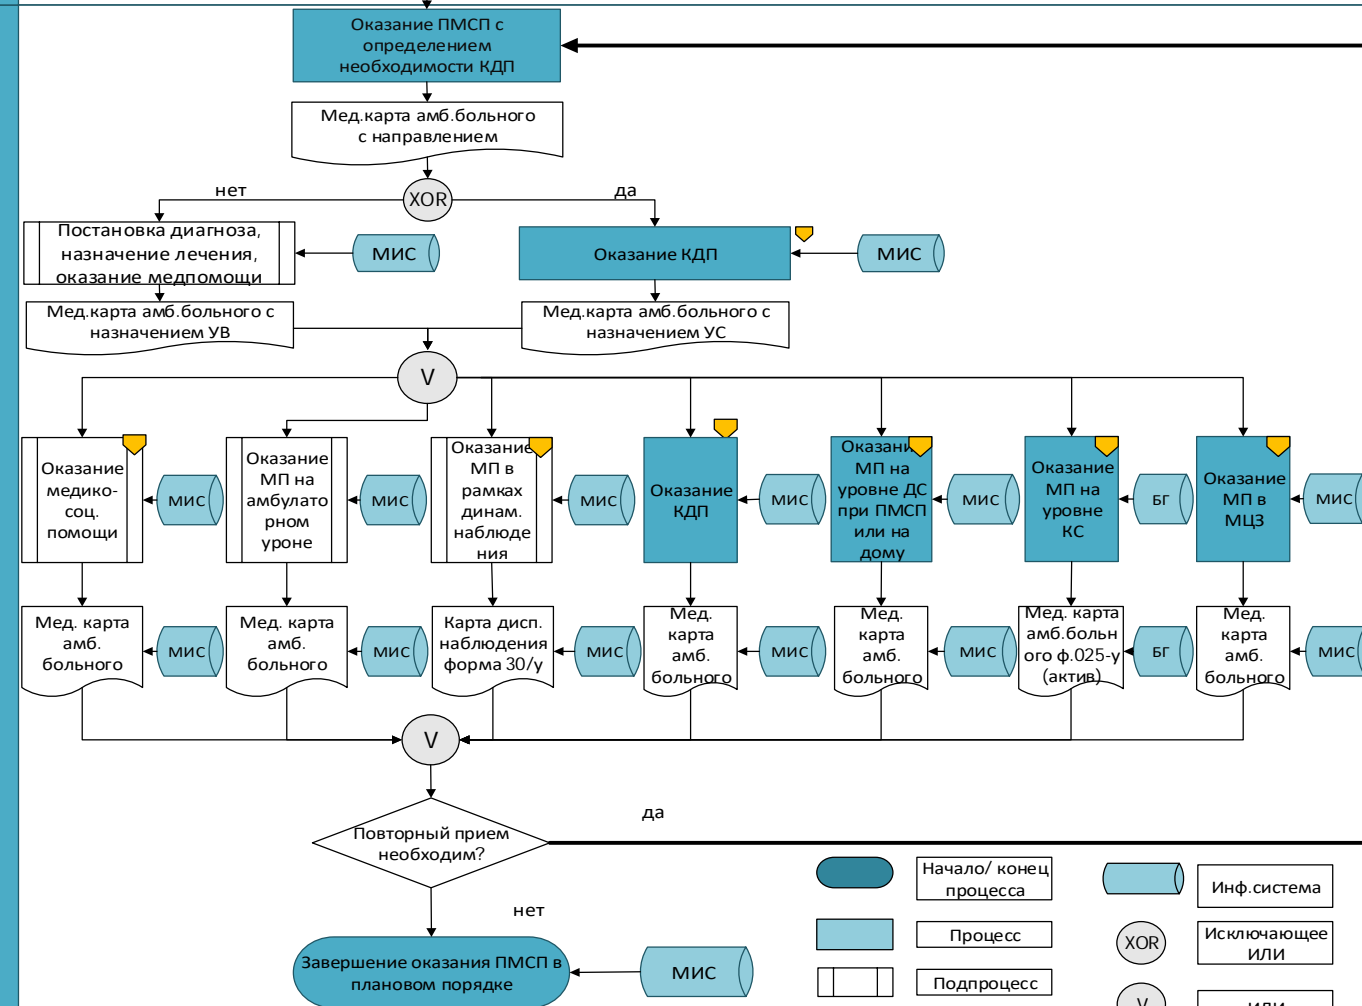 Оказание ПМСП с
определением
необходимости КДП
Мед.карта амб.больного
с направлением
нет
XOR
да
Постановка диагноза,
назначение лечения,
оказание медпомощи
МИС
Оказание КДП
МИС
Мед.карта амб.больного с
назначением УВ
Мед.карта амб.больного с
назначением УС
V
Оказание
медико-
соц.
помощи
МИС
Оказание
МП на
амбулато
рном
уроне
МИС
Оказание
МП в
рамках
динам.
наблюде
ния
МИС
Оказание
КДП
МИС
Оказание
МП на
уровне ДС
при ПМСП
или на
дому
МИС
Оказание
МП на
уровне
КС
БГ
Оказание
МП в
МЦЗ
МИС
Мед. карта
амб.
больного
МИС
Мед. карта
амб.
больного
МИС
Карта дисп.
наблюдения
форма 30/у
МИС
Мед.
карта
амб.
больного
МИС
Мед.
карта
амб.
больного
МИС
Мед. карта
амб.больн
ого ф.025-у
(актив)
БГ
Мед.
карта
амб.
больного
МИС
V
Повторный прием
необходим?
да
нет
Завершение оказания ПМСП в
плановом порядке
МИС
Начало/ конец
процесса
Процесс
Подпроцесс
Инф.система
XOR
Исключающее
ИЛИ
V
ИЛИ